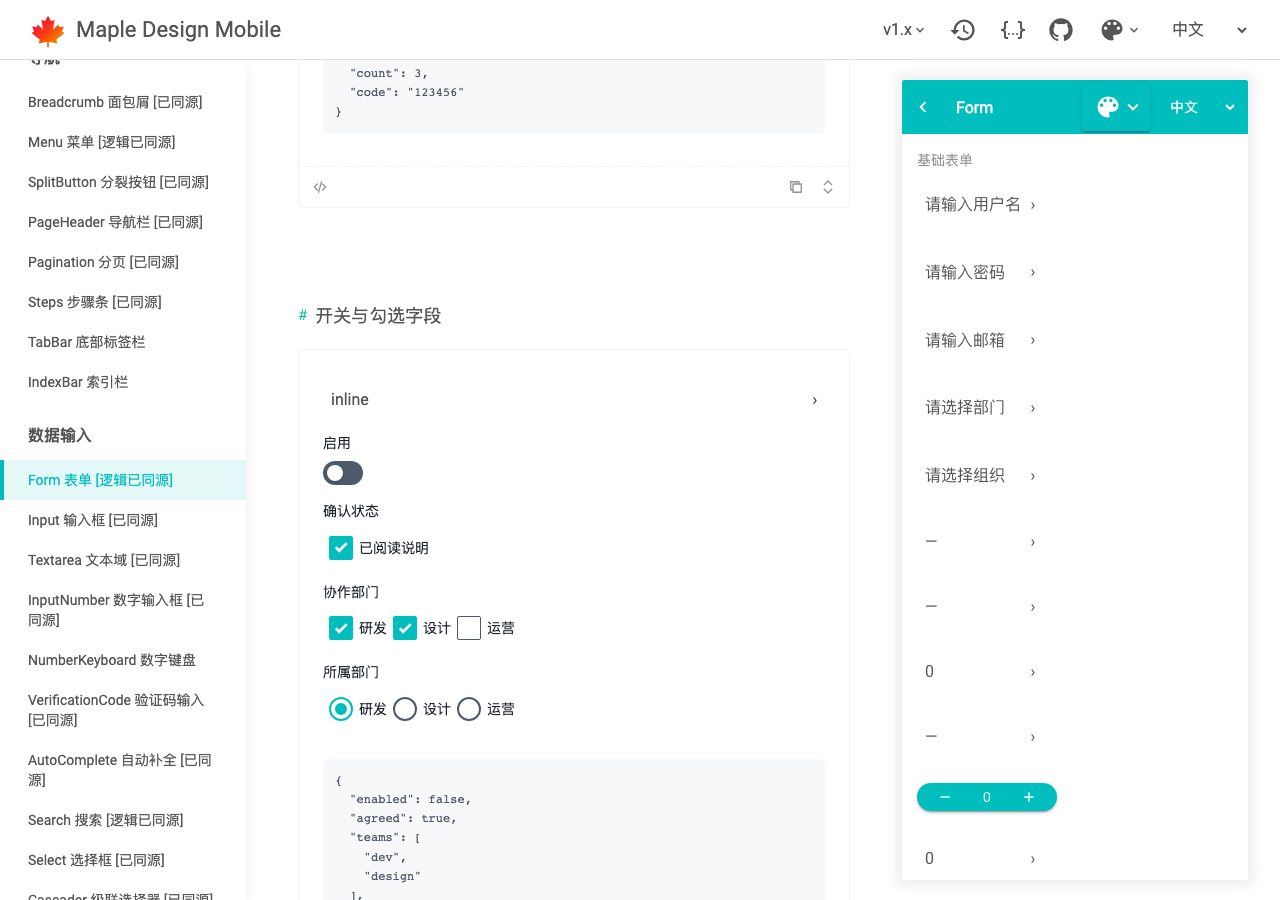 Maple Design Mobile
v1.x
{...}
中文
导航
Breadcrumb 面包屑 [已同源]
Menu 菜单 [逻辑已同源]
SplitButton 分裂按钮 [已同源]
PageHeader 导航栏 [已同源]
Pagination 分页 [已同源]
Steps 步骤条 [已同源]
TabBar 底部标签栏
IndexBar 索引栏
数据输入
Form 表单 [逻辑已同源]
Input 输入框 [已同源]
Textarea 文本域 [已同源]
InputNumber 数字输入框 [已
同源]
NumberKeyboard 数字键盘
VerificationCode 验证码输入
[已同源]
AutoComplete 自动补全 [已同
源]
Search 搜索 [逻辑已同源]
Select 选择框 [已同源]
Cascader 级联选择器 [已同源]
"count": 3,
"code": "123456"
}
# 开关与勾选字段
inline
启用
确认状态
已阅读说明
协作部门
研发 设计 运营
所属部门
研发 设计 运营
{
"enabled": false,
"agreed": true,
"teams": [
"dev",
"design"
],
Form
中文
基础表单
请输入用户名
请输入密码
请输入邮箱
请选择部门
请选择组织
—
—
0
—
− 0 +
0